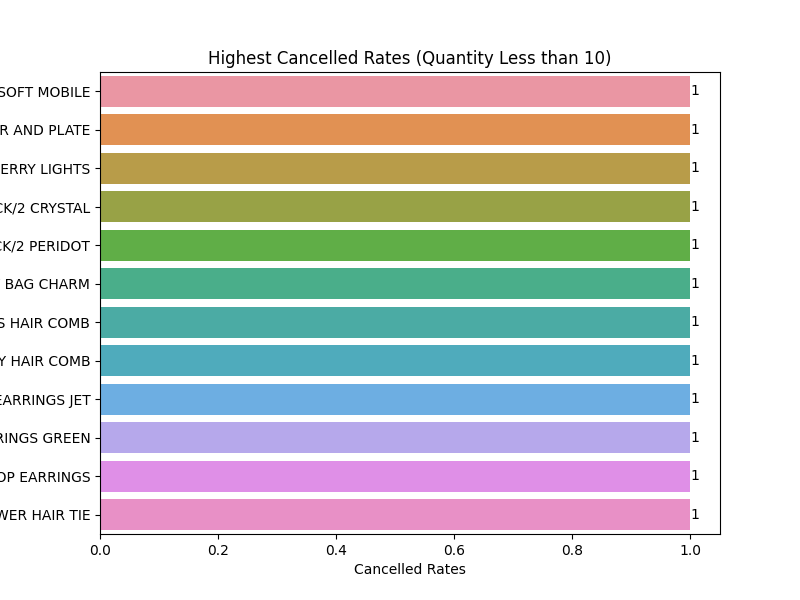 Highest Cancelled Rates (Quantity Less than 10)
SOFT MOBILE 1
R AND PLATE 1
ERRY LIGHTS 1
CK/2 CRYSTAL 1
CK/2 PERIDOT 1
BAG CHARM 1
S HAIR COMB 1
Y HAIR COMB 1
EARRINGS JET 1
RINGS GREEN 1
OP EARRINGS 1
WER HAIR TIE 1
0.0 0.2 0.4 0.6 0.8 1.0
Cancelled Rates